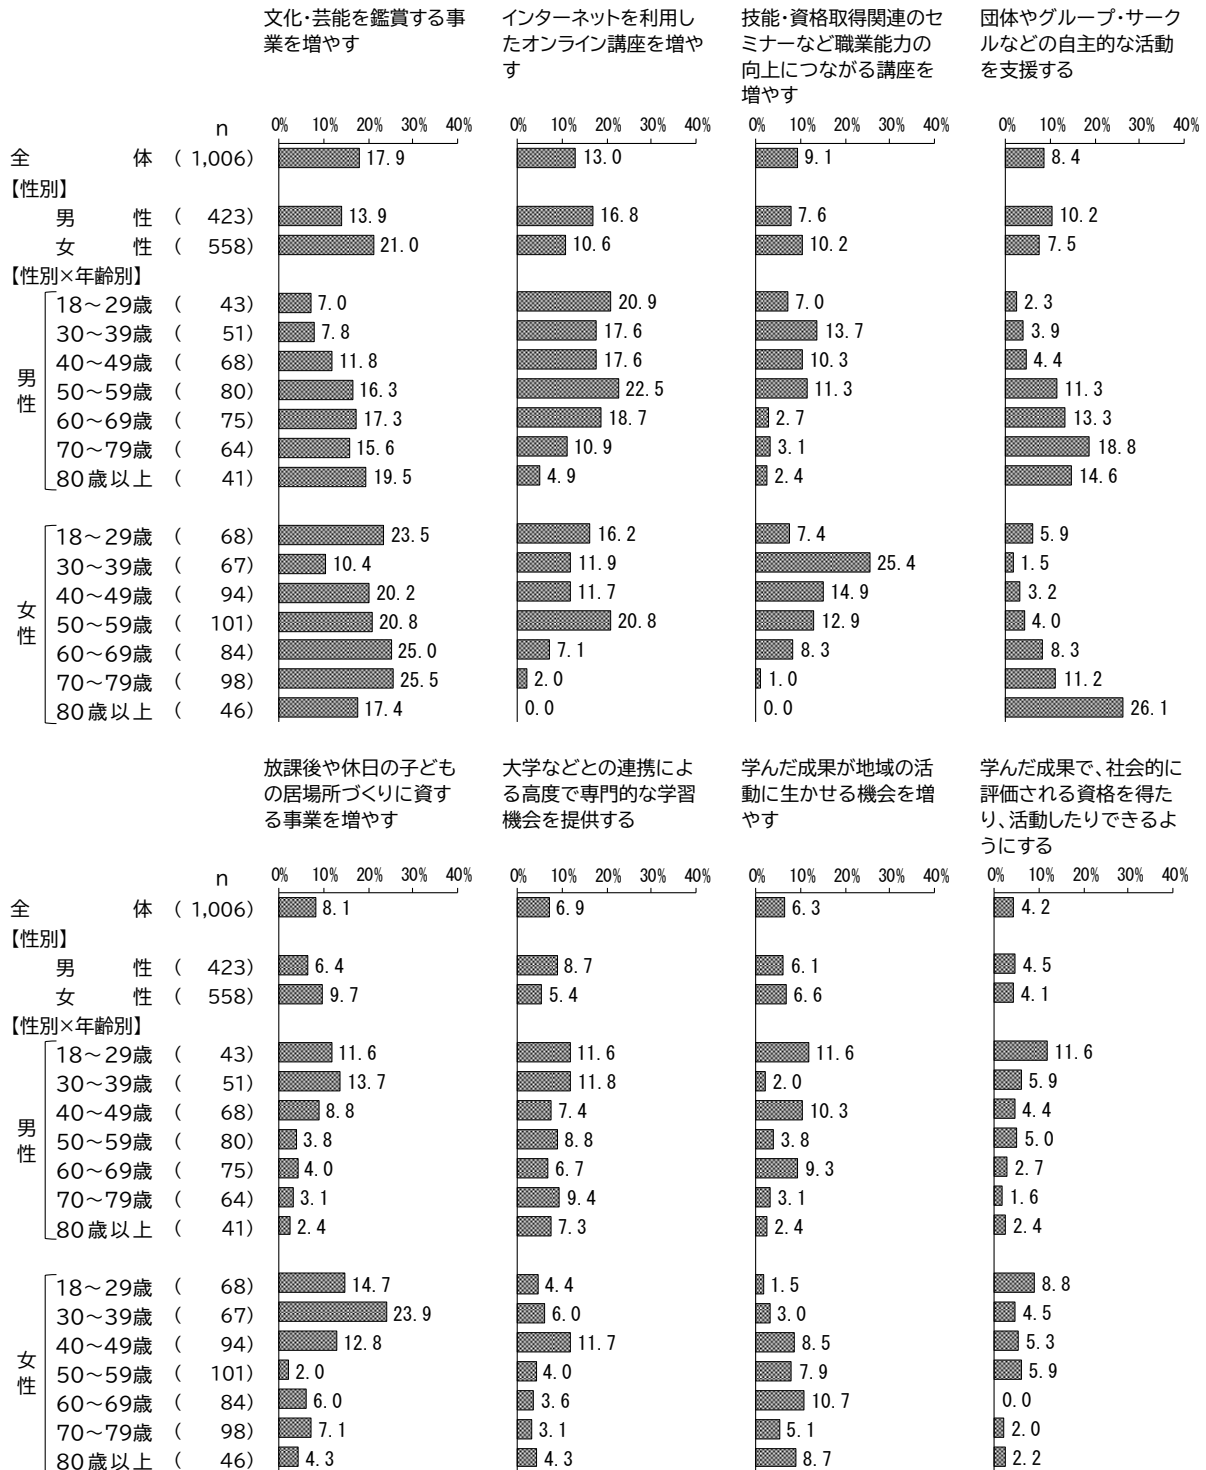 文化・芸能を鑑賞する事
業を増やす
インターネットを利用し
たオンライン講座を増や
す
技能・資格取得関連のセ
ミナーなど職業能力の
向上につながる講座を
増やす
団体やグループ・サーク
ルなどの自主的な活動
を支援する
n 0% 10% 20% 30% 40% 0% 10% 20% 30% 40% 0% 10% 20% 30% 40% 0% 10% 20% 30% 40%
全 体 ( 1,006) 17.9 13.0 9.1 8.4
【性別】
男 性 ( 423) 13.9 16.8 7.6 10.2
女 性 ( 558) 21.0 10.6 10.2 7.5
【性別×年齢別】
男性
18~29歳 ( 43) 7.0 20.9 7.0 2.3
30~39歳 ( 51) 7.8 17.6 13.7 3.9
40~49歳 ( 68) 11.8 17.6 10.3 4.4
50~59歳 ( 80) 16.3 22.5 11.3 11.3
60~69歳 ( 75) 17.3 18.7 2.7 13.3
70~79歳 ( 64) 15.6 10.9 3.1 18.8
80歳以上 ( 41) 19.5 4.9 2.4 14.6
女性
18~29歳 ( 68) 23.5 16.2 7.4 5.9
30~39歳 ( 67) 10.4 11.9 25.4 1.5
40~49歳 ( 94) 20.2 11.7 14.9 3.2
50~59歳 ( 101) 20.8 20.8 12.9 4.0
60~69歳 ( 84) 25.0 7.1 8.3 8.3
70~79歳 ( 98) 25.5 2.0 1.0 11.2
80歳以上 ( 46) 17.4 0.0 0.0 26.1
放課後や休日の子ども
の居場所づくりに資す
る事業を増やす
大学などとの連携によ
る高度で専門的な学習
機会を提供する
学んだ成果が地域の活
動に生かせる機会を増
やす
学んだ成果で、社会的に
評価される資格を得た
り、活動したりできるよ
うにする
n 0% 10% 20% 30% 40% 0% 10% 20% 30% 40% 0% 10% 20% 30% 40% 0% 10% 20% 30% 40%
全 体 ( 1,006) 8.1 6.9 6.3 4.2
【性別】
男 性 ( 423) 6.4 8.7 6.1 4.5
女 性 ( 558) 9.7 5.4 6.6 4.1
【性別×年齢別】
男性
18~29歳 ( 43) 11.6 11.6 11.6 11.6
30~39歳 ( 51) 13.7 11.8 2.0 5.9
40~49歳 ( 68) 8.8 7.4 10.3 4.4
50~59歳 ( 80) 3.8 8.8 3.8 5.0
60~69歳 ( 75) 4.0 6.7 9.3 2.7
70~79歳 ( 64) 3.1 9.4 3.1 1.6
80歳以上 ( 41) 2.4 7.3 2.4 2.4
女性
18~29歳 ( 68) 14.7 4.4 1.5 8.8
30~39歳 ( 67) 23.9 6.0 3.0 4.5
40~49歳 ( 94) 12.8 11.7 8.5 5.3
50~59歳 ( 101) 2.0 4.0 7.9 5.9
60~69歳 ( 84) 6.0 3.6 10.7 0.0
70~79歳 ( 98) 7.1 3.1 5.1 2.0
80歳以上 ( 46) 4.3 4.3 8.7 2.2